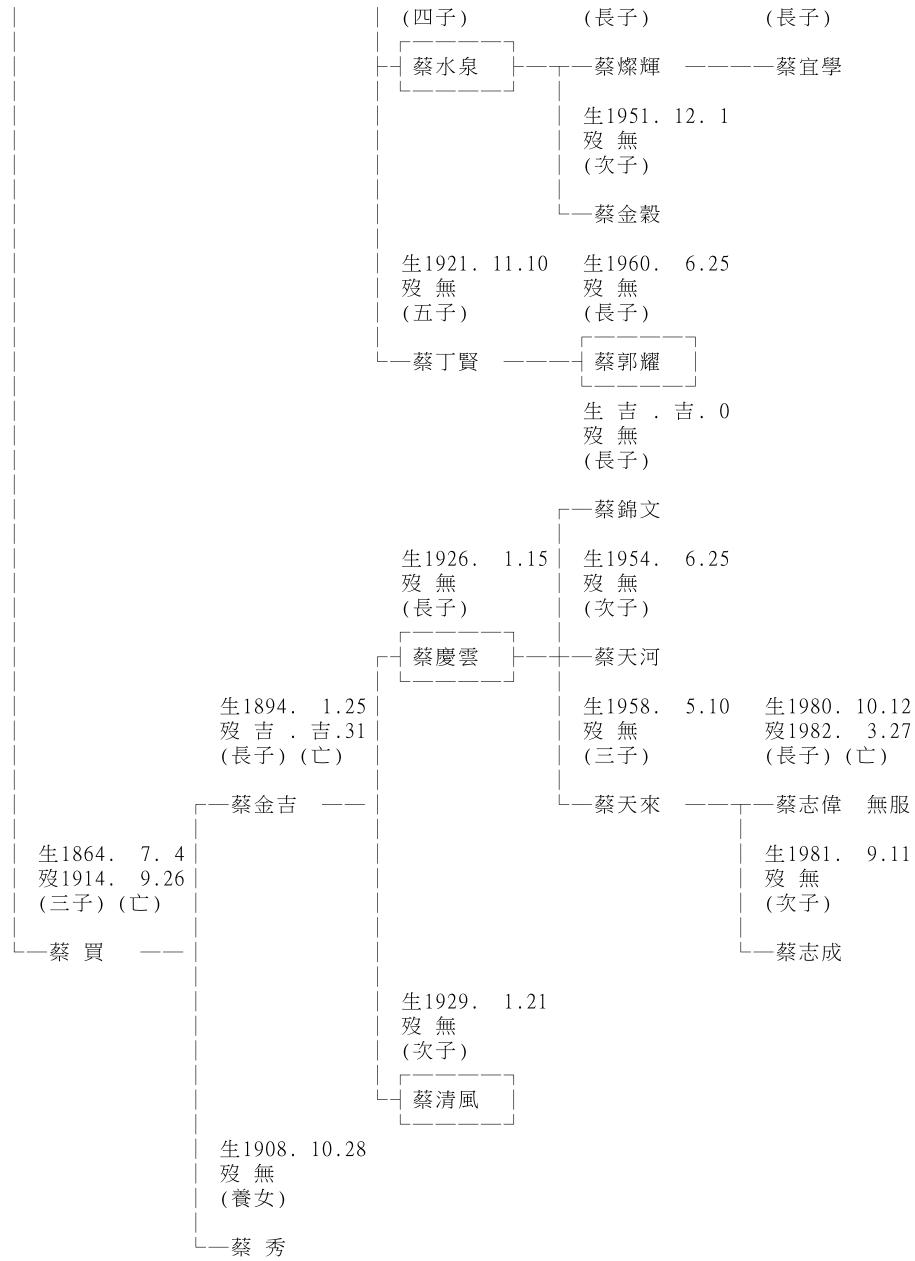 (四子) (長子) (長子)
蔡水泉 蔡燦輝 蔡宜學
生1951. 12. 1
歿 無
(次子)
蔡金穀
生1921. 11.10 生1960. 6.25
歿 無 歿 無
(五子) (長子)
蔡丁賢 蔡郭耀
生 吉 . 吉. 0
歿 無
(長子)
蔡錦文
生1926. 1.15 生1954. 6.25
歿 無 歿 無
(長子) (次子)
蔡慶雲 蔡天河
生1894. 1.25 生1958. 5.10 生1980. 10.12
歿 吉 . 吉.31 歿 無 歿1982. 3.27
(長子) (亡) (三子) (長子) (亡)
蔡金吉 蔡天來 蔡志偉 無服
生1864. 7. 4 生1981. 9.11
歿1914. 9.26 歿 無
(三子) (亡) (次子)
蔡 買 蔡志成
生1929. 1.21
歿 無
(次子)
蔡清風
生1908. 10.28
歿 無
(養女)
蔡 秀